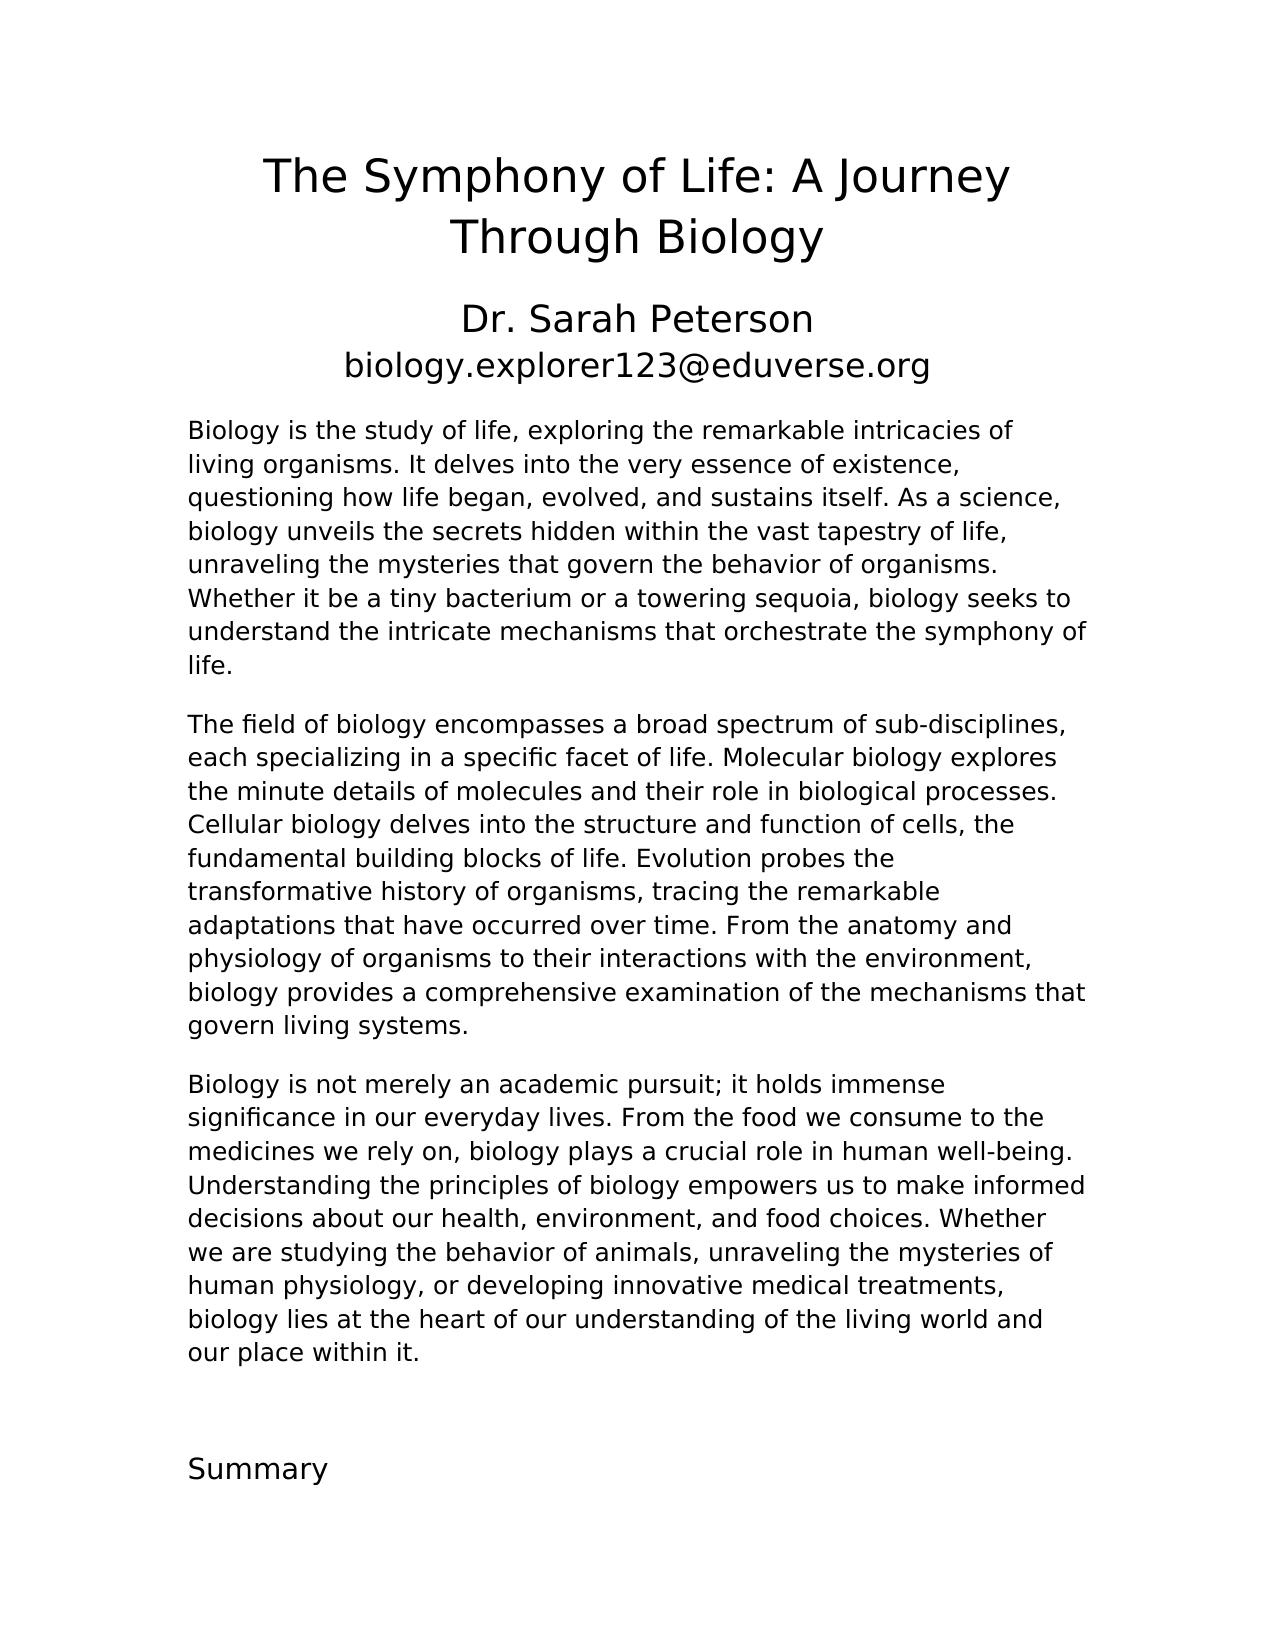 The Symphony of Life: A Journey
Through Biology
Dr. Sarah Peterson
biology.explorer123@eduverse.org
Biology is the study of life, exploring the remarkable intricacies of
living organisms. It delves into the very essence of existence,
questioning how life began, evolved, and sustains itself. As a science,
biology unveils the secrets hidden within the vast tapestry of life,
unraveling the mysteries that govern the behavior of organisms.
Whether it be a tiny bacterium or a towering sequoia, biology seeks to
understand the intricate mechanisms that orchestrate the symphony of
life.
The field of biology encompasses a broad spectrum of sub-disciplines,
each specializing in a specific facet of life. Molecular biology explores
the minute details of molecules and their role in biological processes.
Cellular biology delves into the structure and function of cells, the
fundamental building blocks of life. Evolution probes the
transformative history of organisms, tracing the remarkable
adaptations that have occurred over time. From the anatomy and
physiology of organisms to their interactions with the environment,
biology provides a comprehensive examination of the mechanisms that
govern living systems.
Biology is not merely an academic pursuit; it holds immense
significance in our everyday lives. From the food we consume to the
medicines we rely on, biology plays a crucial role in human well-being.
Understanding the principles of biology empowers us to make informed
decisions about our health, environment, and food choices. Whether
we are studying the behavior of animals, unraveling the mysteries of
human physiology, or developing innovative medical treatments,
biology lies at the heart of our understanding of the living world and
our place within it.
Summary